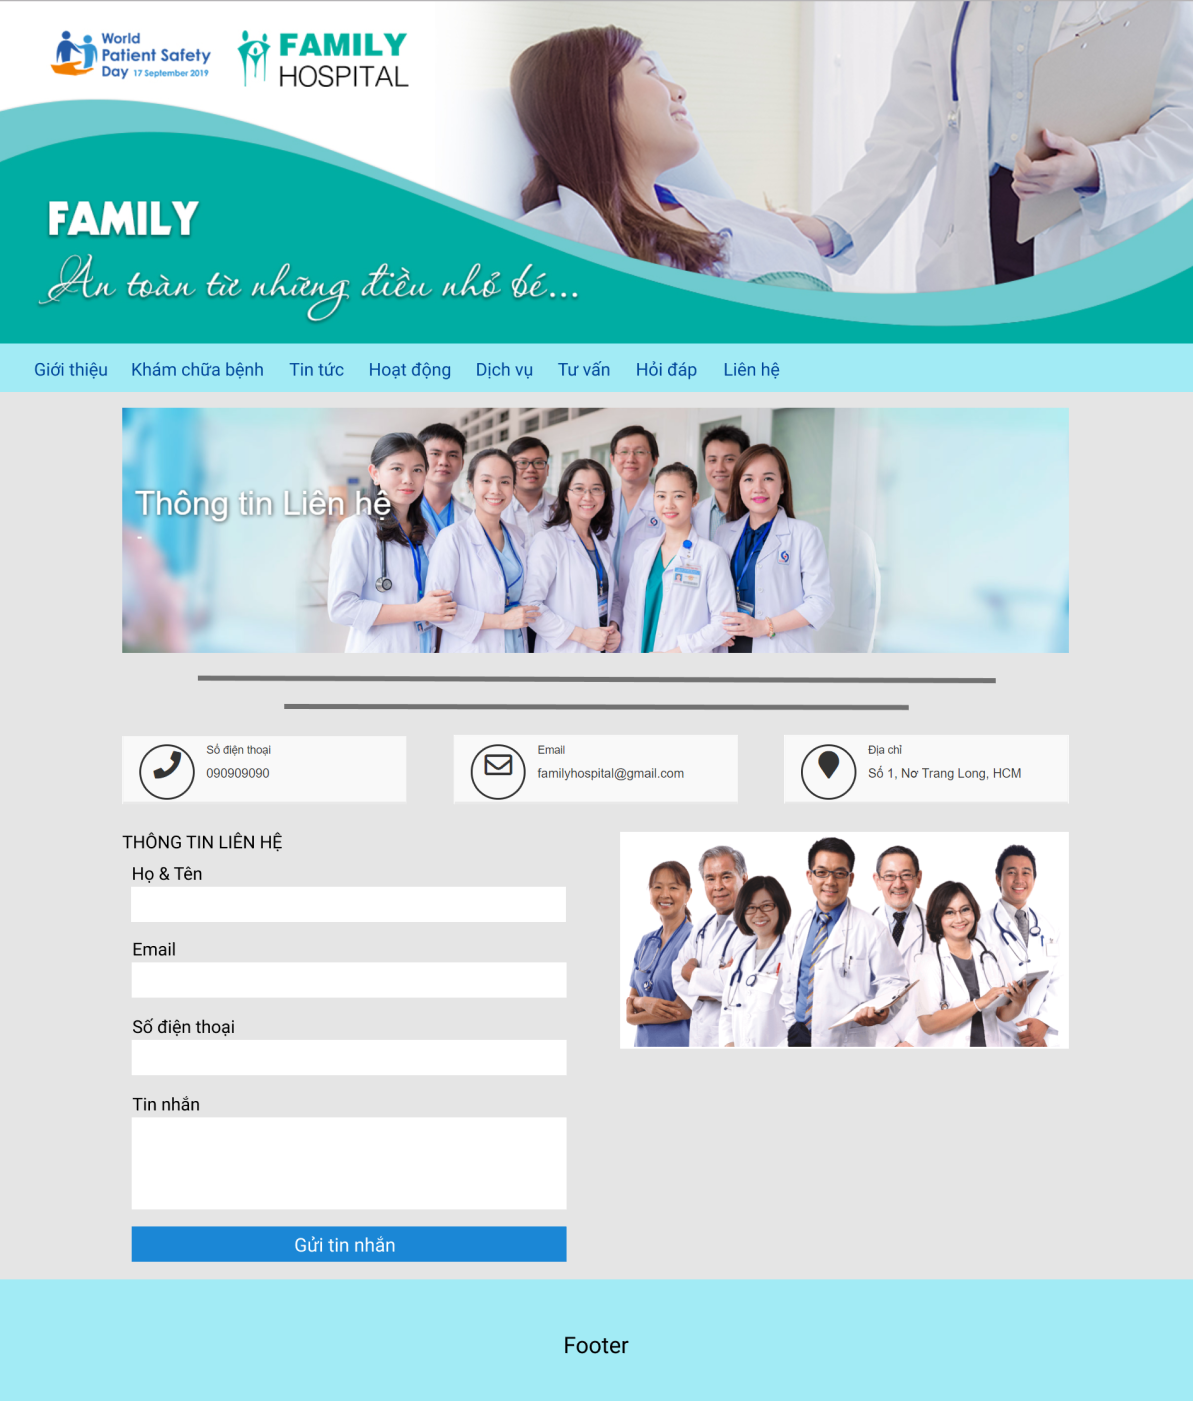 World
Patient Safety
Day 17 September 2019
FAMILY
HOSPITAL
FAMILY
An toàn từ những điều nhỏ bé...
Giới thiệu Khám chữa bệnh Tin tức Hoạt động Dịch vụ Tư vấn Hỏi đáp Liên hệ
Thông tin Liên hệ
Số điện thoại
090909090
Email
familyhospital@gmail.com
Địa chỉ
Số 1, Nơ Trang Long, HCM
THÔNG TIN LIÊN HỆ
Họ & Tên
Email
Số điện thoại
Tin nhắn
Gửi tin nhắn
Footer